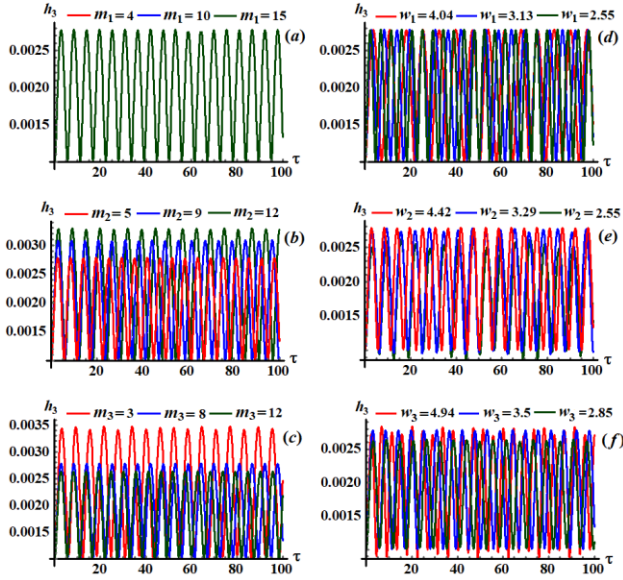 h3 m1=4 m1=10 m1=15
(a)
0.0025
0.0020
0.0015
20 40 60 80 100 τ
h3 w1=4.04 w1=3.13 w1=2.55
(d)
0.0025
0.0020
0.0015
20 40 60 80 100 τ
h3 m2=5 m2=9 m2=12
(b)
0.0030
0.0025
0.0020
0.0015
20 40 60 80 100 τ
h3 w2=4.42 w2=3.29 w2=2.55
(e)
0.0025
0.0020
0.0015
20 40 60 80 100 τ
h3 m3=3 m3=8 m3=12
(c)
0.0035
0.0030
0.0025
0.0020
0.0015
20 40 60 80 100 τ
h3 w3=4.94 w3=3.5 w3=2.85
(f)
0.0025
0.0020
0.0015
20 40 60 80 100 τ